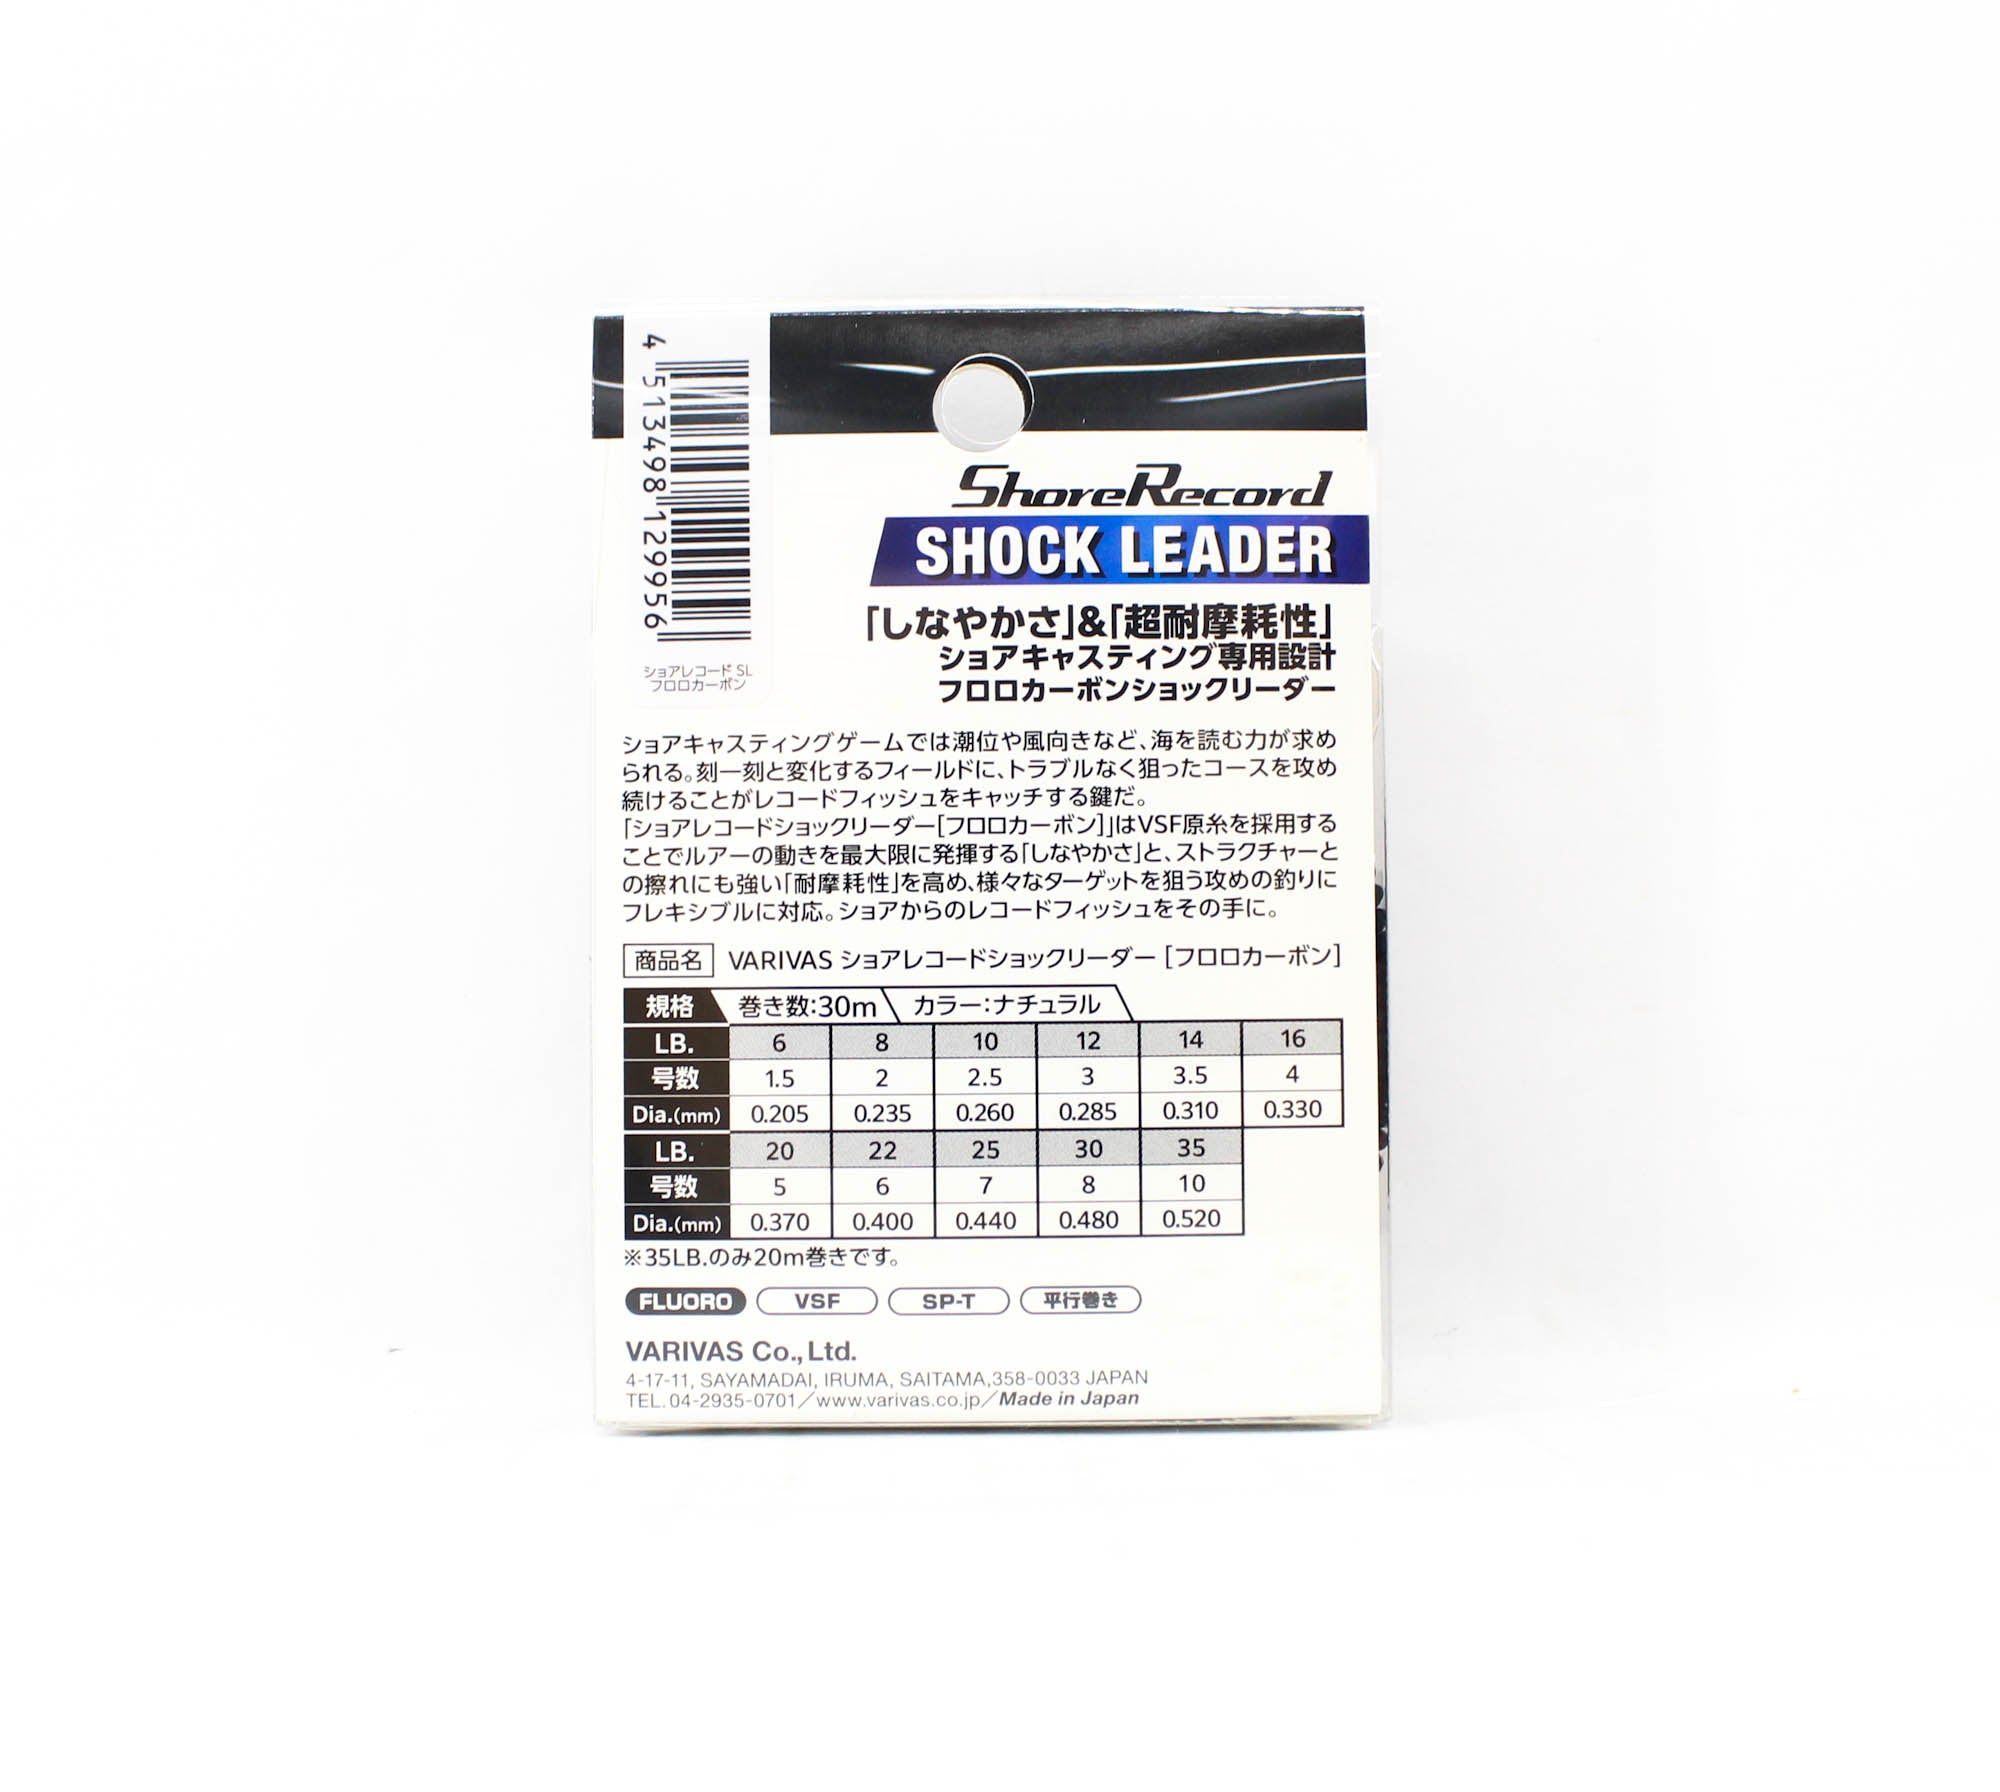 4 513498 129956
ショアレコード SL
フロロカーボン
ShoreRecord
SHOCK LEADER
「しなやかさ」&「超耐摩耗性」
ショアキャスティング専用設計
フロロカーボンショックリーダー
ショアキャスティングゲームでは潮位や風向きなど、海を読む力が求め
られる。刻一刻と変化するフィールドに、トラブルなく狙ったコースを攻め
続けることがレコードフィッシュをキャッチする鍵だ。
「ショアレコードショックリーダー[フロロカーボン]」はVSF原糸を採用する
ことでルアーの動きを最大限に発揮する「しなやかさ」と、ストラクチャーと
の擦れにも強い「耐摩耗性」を高め、様々なターゲットを狙う攻めの釣りに
フレキシブルに対応。ショアからのレコードフィッシュをその手に。
商品名 VARIVAS ショアレコードショックリーダー [フロロカーボン]
規格 巻き数:30m カラー:ナチュラル
LB. 6 8 10 12 14 16
号数 1.5 2 2.5 3 3.5 4
Dia.(mm) 0.205 0.235 0.260 0.285 0.310 0.330
LB. 20 22 25 30 35
号数 5 6 7 8 10
Dia.(mm) 0.370 0.400 0.440 0.480 0.520
※35LB.のみ20m巻きです。
FLUORO VSF SP-T 平行巻き
VARIVAS Co., Ltd.
4-17-11, SAYAMADAI, IRUMA, SAITAMA,358-0033 JAPAN
TEL.04-2935-0701／www.varivas.co.jp／Made in Japan